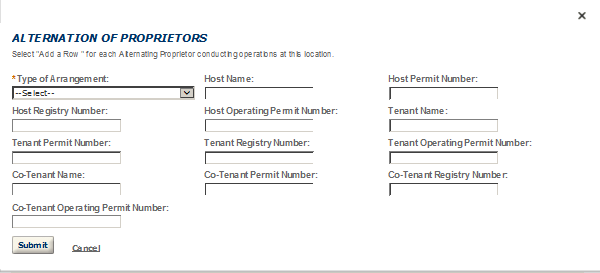 ×
ALTERNATION OF PROPRIETORS
Select "Add a Row " for each Alternating Proprietor conducting operations at this location.
*Type of Arrangement: Host Name: Host Permit Number:
--Select--
Host Registry Number: Host Operating Permit Number: Tenant Name:
Tenant Permit Number: Tenant Registry Number: Tenant Operating Permit Number:
Co-Tenant Name: Co-Tenant Permit Number: Co-Tenant Registry Number:
Co-Tenant Operating Permit Number:
Submit Cancel